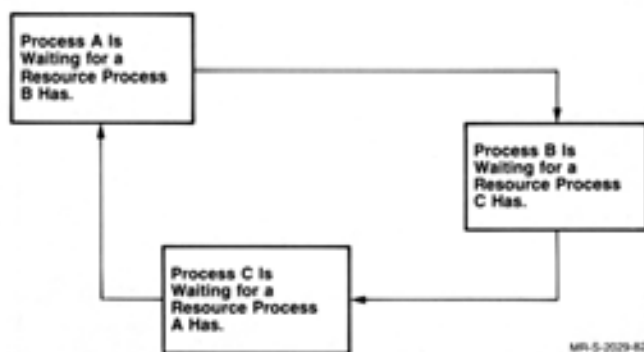 Process A Is
Waiting for a
Resource Process
B Has.
Process B Is
Waiting for a
Resource Process
C Has.
Process C Is
Waiting for a
Resource Process
A Has.